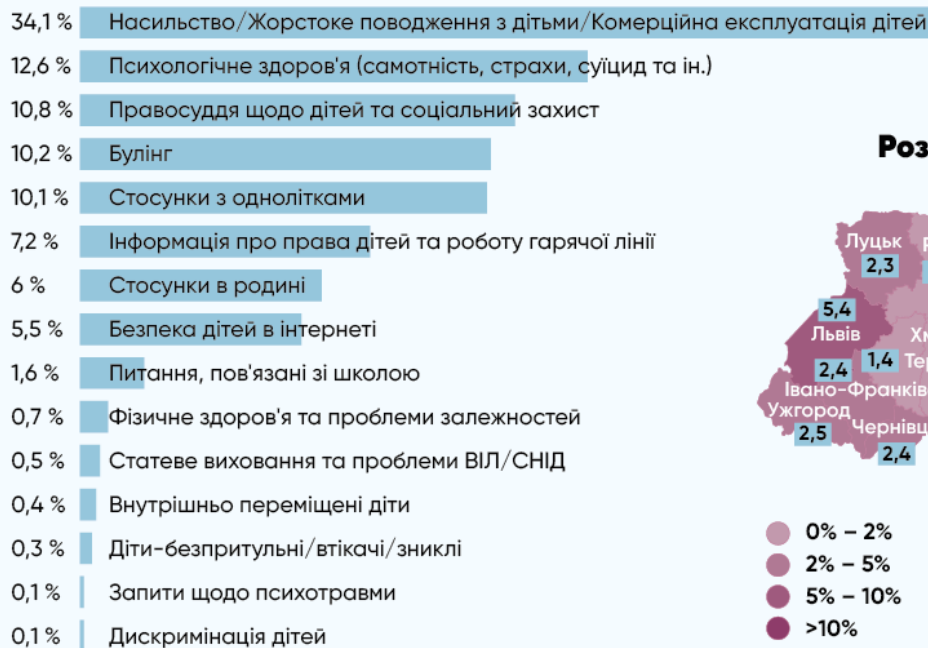 34,1 % Насильство/Жорстоке поводження з дітьми/Комерційна експлуатація дітей
12,6 % Психологічне здоров'я (самотність, страхи, суїцид та ін.)
10,8 % Правосуддя щодо дітей та соціальний захист
10,2 % Булінг
10,1 % Стосунки з однолітками
7,2 % Інформація про права дітей та роботу гарячої лінії
6 % Стосунки в родині
5,5 % Безпека дітей в інтернеті
1,6 % Питання, пов'язані зі школою
0,7 % Фізичне здоров'я та проблеми залежностей
0,5 % Статеве виховання та проблеми ВІЛ/СНІД
0,4 % Внутрішньо переміщені діти
0,3 % Діти-безпритульні/втікачі/зниклі
0,1 % Запити щодо психотравми
0,1 % Дискримінація дітей
Роз
Луцьк
2,3
5,4
Львів
Хм
1,4 Тер
2,4
Івано-Франківс
Ужгород
2,5
Чернівц
2,4
0% – 2%
2% – 5%
5% – 10%
>10%